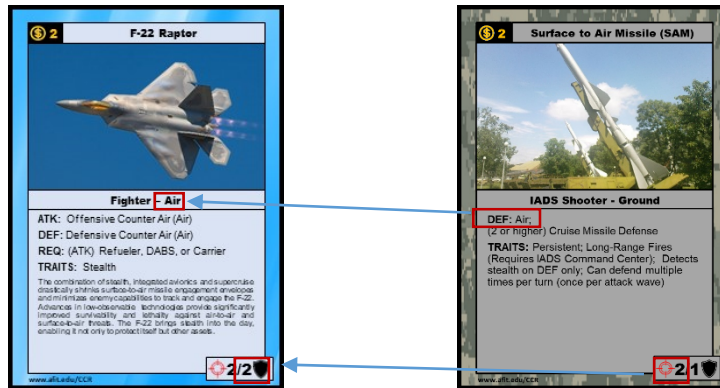 $ 2 F-22 Raptor
Fighter - Air
ATK: Offensive Counter Air (Air)
DEF: Defensive Counter Air (Air)
REQ: (ATK) Refueler, DABS, or Carrier
TRAITS: Stealth
The combination of stealth, integrated avionics and supercruise
drastically shrinks surface-to-air missile engagement envelopes
and minimizes enemy capabilities to track and engage the F-22.
Advances in low-observable technologies provide significantly
improved survivability and lethality against air-to-air and
surface-to-air threats. The F-22 brings stealth into the day,
enabling it not only to protect itself but other assets.
2/2
www.afit.edu/CCR
$ 2 Surface to Air Missile (SAM)
IADS Shooter - Ground
DEF: Air;
(2 or higher) Cruise Missile Defense
TRAITS: Persistent; Long-Range Fires
(Requires IADS Command Center); Detects
stealth on DEF only; Can defend multiple
times per turn (once per attack wave)
2/1
www.afit.edu/CCR